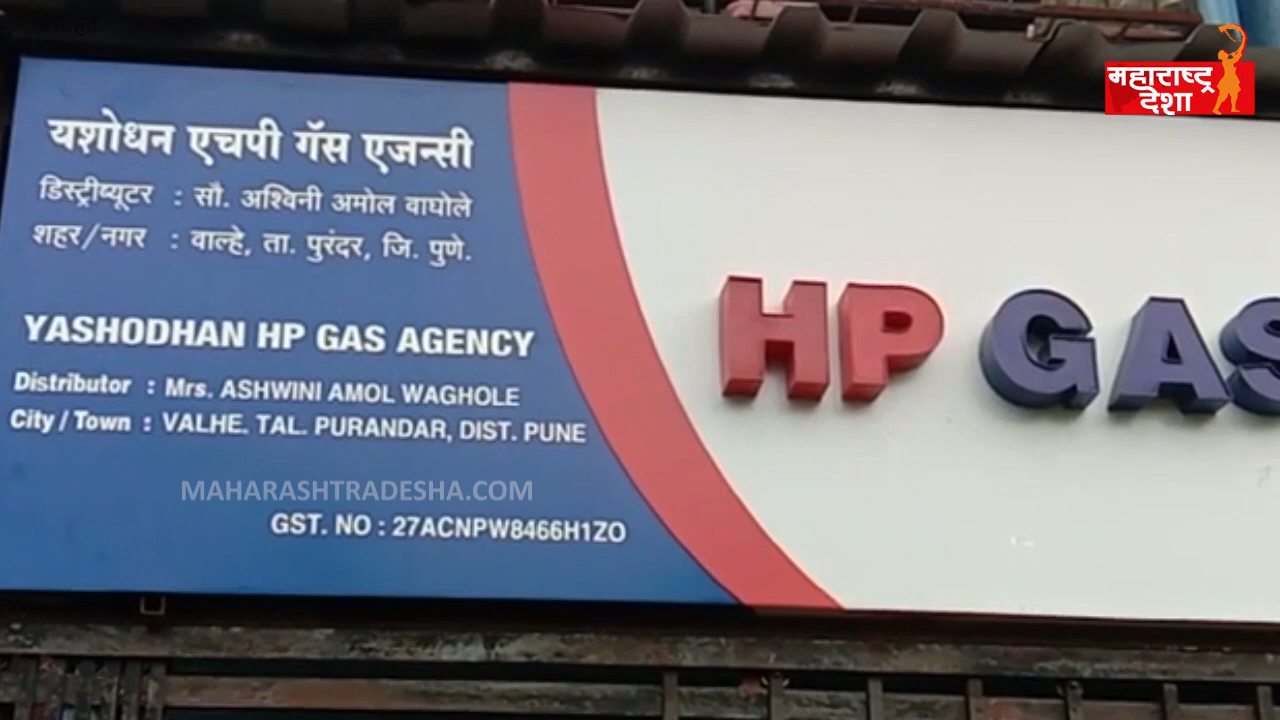 महाराष्ट्र
देशा
यशोधन एचपी गॅस एजन्सी
डिस्ट्रीब्यूटर : सौ. अश्विनी अमोल वाघोले
शहर/नगर : वाल्हे, ता. पुरंदर, जि. पुणे.
YASHODHAN HP GAS AGENCY
Distributor : Mrs. ASHWINI AMOL WAGHOLE
City / Town : VALHE. TAL. PURANDAR, DIST. PUNE
MAHARASHTRADESHA.COM
GST. NO : 27ACNPW8466H1ZO
HP GAS